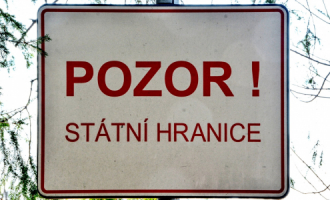 POZOR !
STÁTNÍ HRANICE